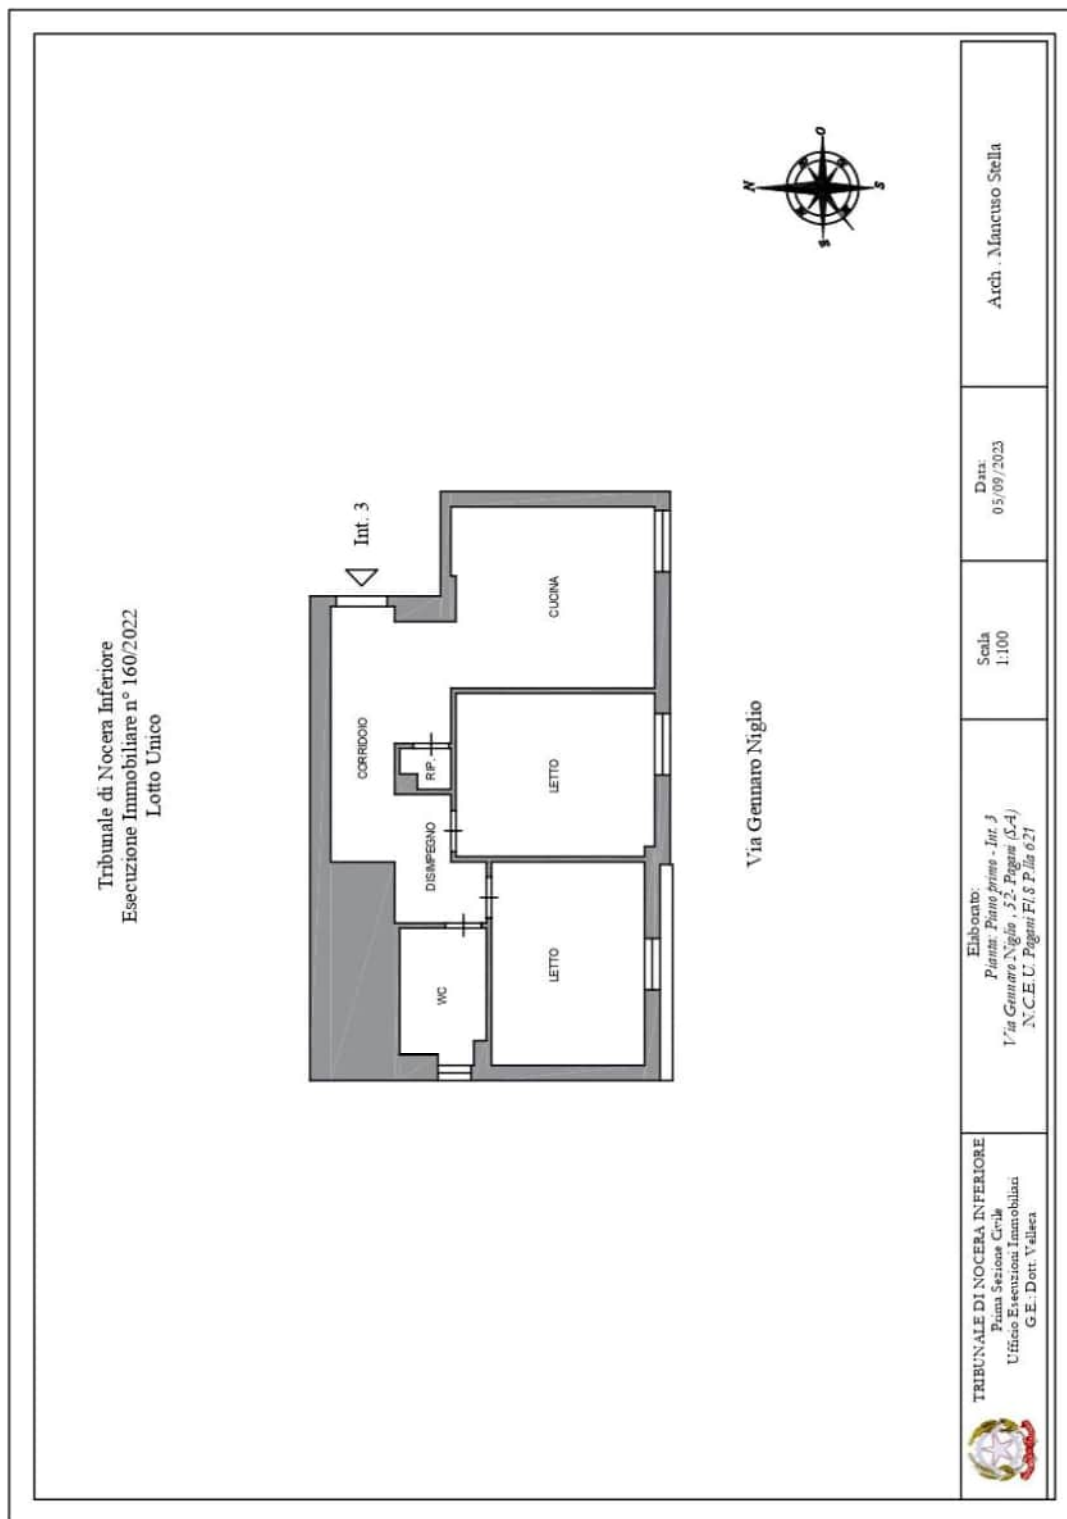 Tribunale di Nocera Inferiore
Esecuzione Immobiliare n° 160/2022
Lotto Unico
Int. 3
CORRIDOIO
RIP.
DISIMPEGNO
WC
LETTO
LETTO
CUCINA
Via Gennaro Niglio
N
O
S
E
TRIBUNALE DI NOCERA INFERIORE
Prima Sezione Civile
Ufficio Esecuzioni Immobiliari
G.E.: Dott. Velleca
Elaborato:
Pianta: Piano primo - Int. 3
Via Gennaro Niglio , 52- Pagani (SA)
N.C.E.U. Pagani Fl.8 P.lla 621
Scala
1:100
Data:
05/09/2023
Arch . Mancuso Stella